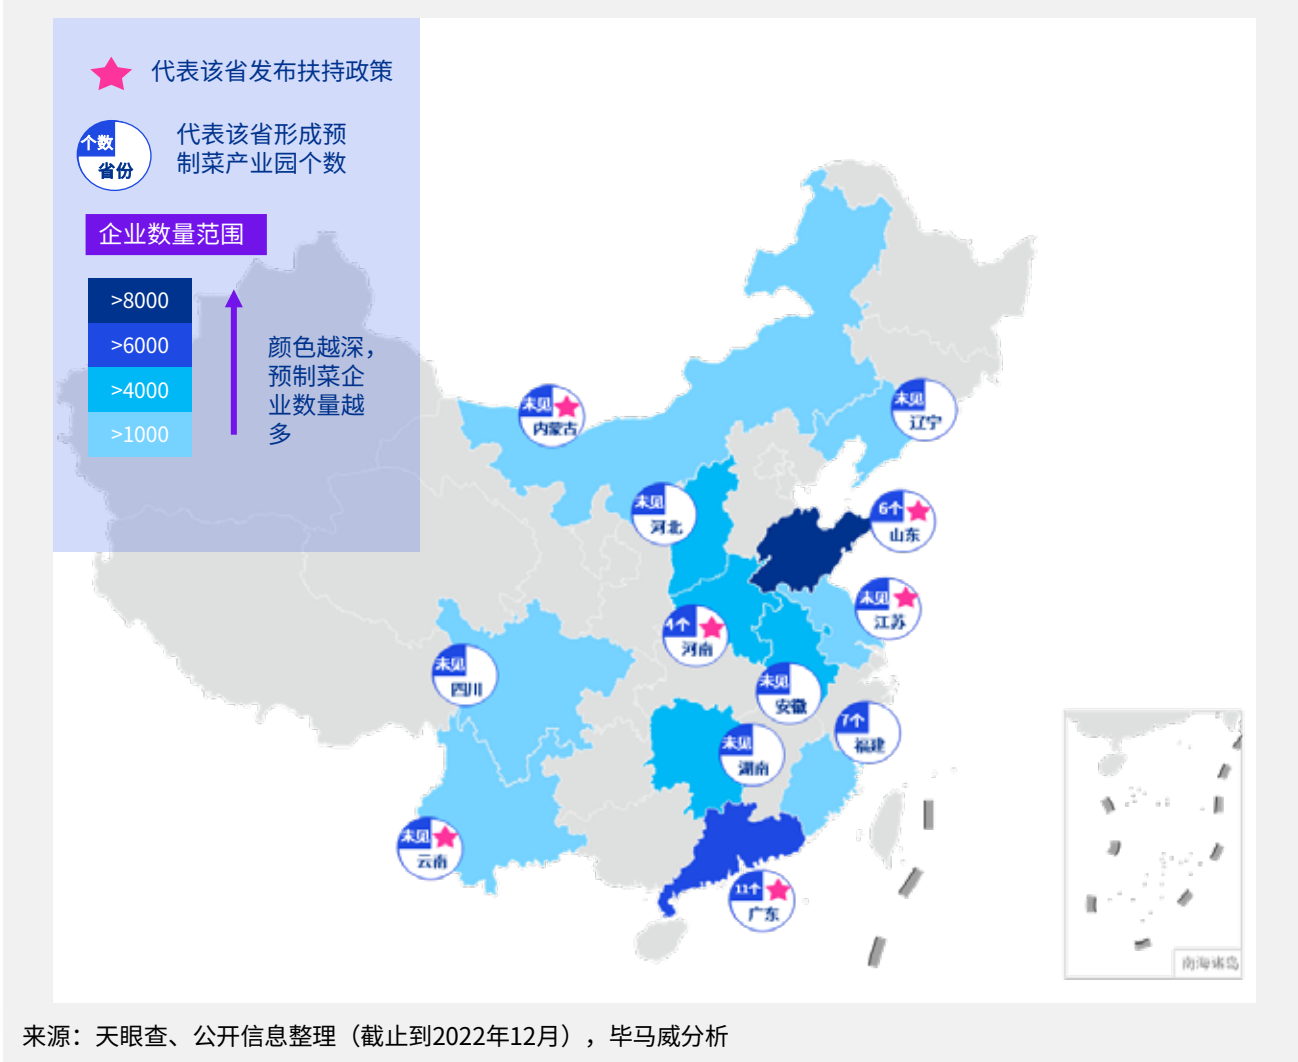 代表该省发布扶持政策
个数
省份
代表该省形成预
制菜产业园个数
企业数量范围
>8000
>6000
>4000
>1000
颜色越深，
预制菜企
业数量越
多
未见
内蒙古
未见
辽宁
未见
河北
6个
山东
未见
江苏
4个
河南
未见
四川
未见
安徽
7个
福建
未见
湖南
未见
云南
11个
广东
南海诸岛
来源：天眼查、公开信息整理（截止到2022年12月），毕马威分析